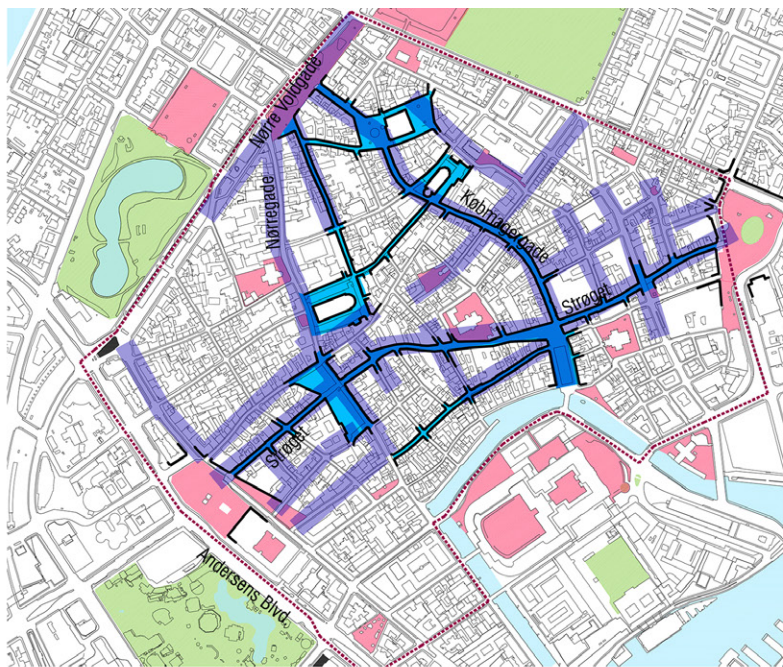 Nørre Voldgade
Nørregade
Købmagergade
Strøget
Strøget
Andersens Blvd.